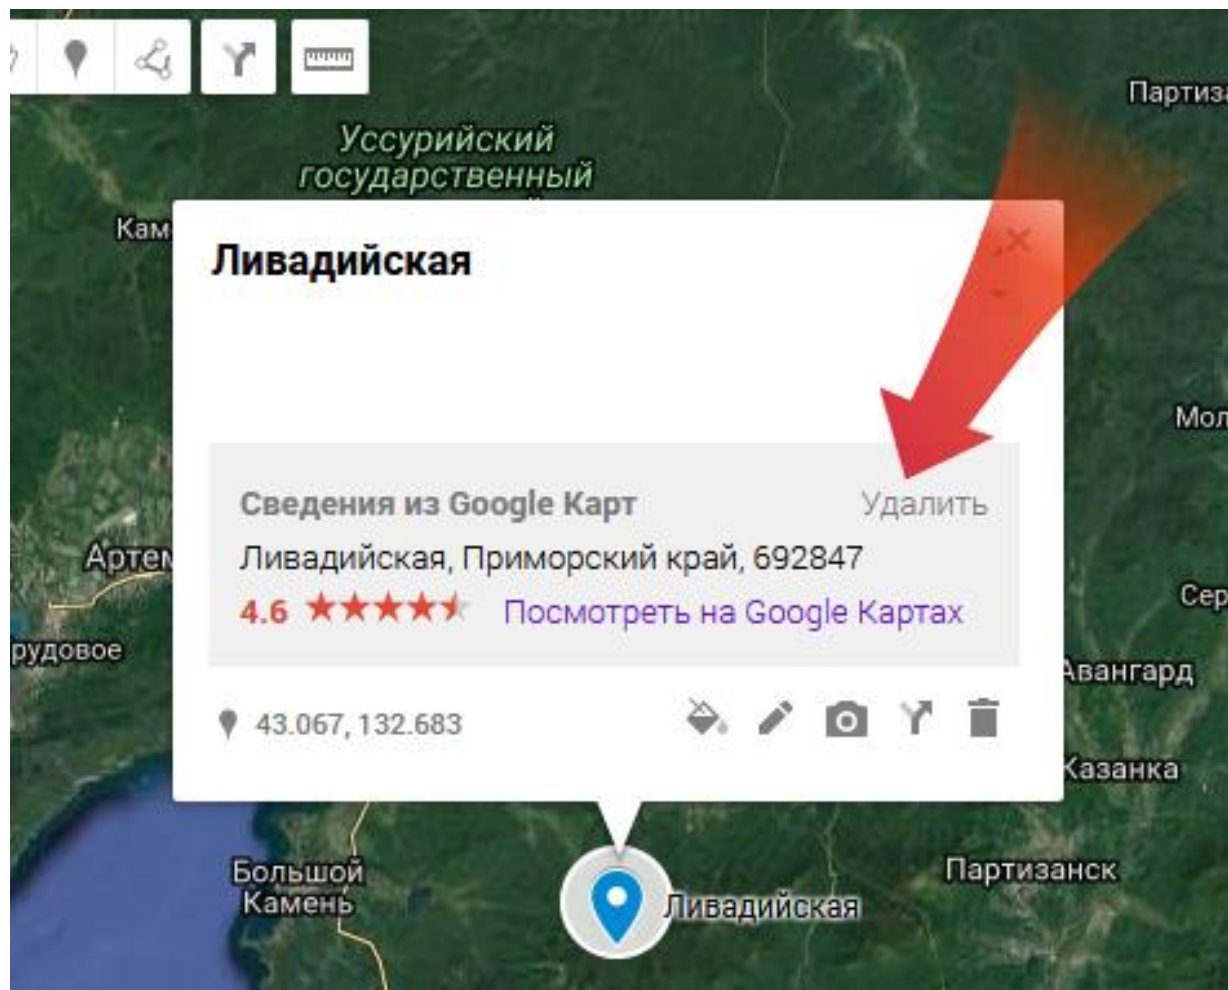 Партиза
Уссурийский
государственный
Кам
Ливадийская
Мол
Сведения из Google Карт Удалить
Артем
Ливадийская, Приморский край, 692847
Сер
4.6 Посмотреть на Google Картах
рудовое
Авангард
43.067, 132.683
Казанка
Большой
Камень
Партизанск
Ливадийская